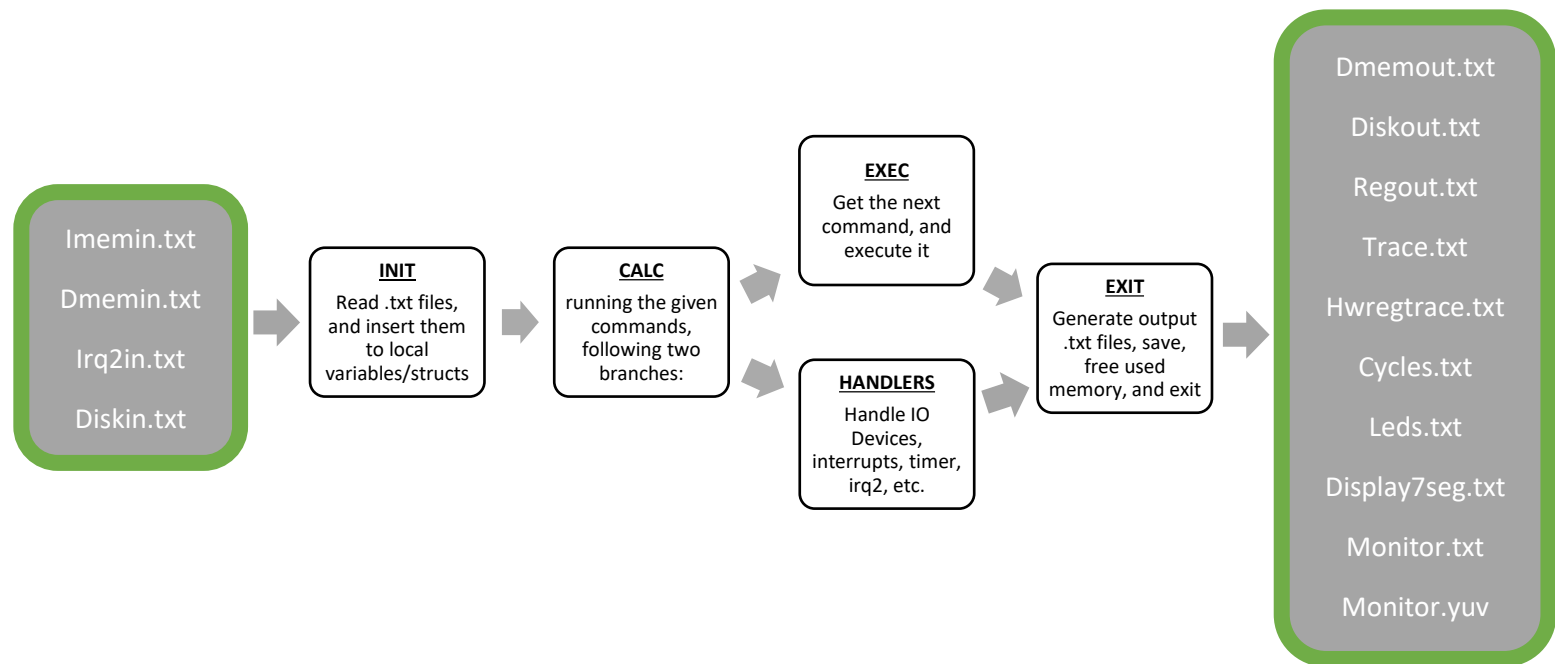 Imemin.txt
Dmemin.txt
Irq2in.txt
Diskin.txt
INIT
Read .txt files,
and insert them
to local
variables/structs
CALC
running the given
commands,
following two
branches:
EXEC
Get the next
command, and
execute it
HANDLERS
Handle IO
Devices,
interrupts, timer,
irq2, etc.
EXIT
Generate output
.txt files, save,
free used
memory, and exit
Dmemout.txt
Diskout.txt
Regout.txt
Trace.txt
Hwregtrace.txt
Cycles.txt
Leds.txt
Display7seg.txt
Monitor.txt
Monitor.yuv